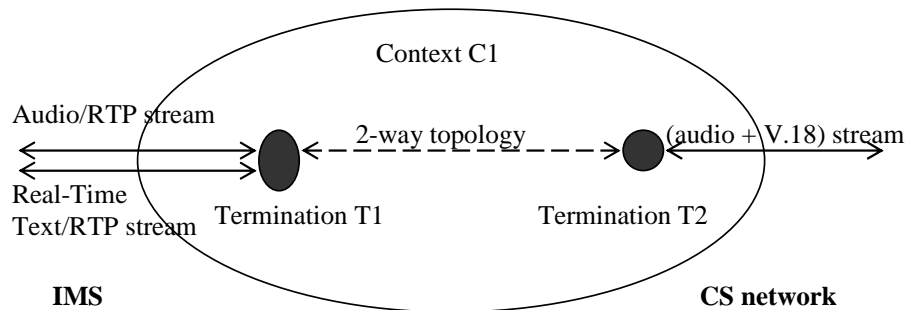 Context C1
Audio/RTP stream
2-way topology
(audio + V.18) stream
Real-Time
Text/RTP stream
Termination T1
Termination T2
IMS
CS network